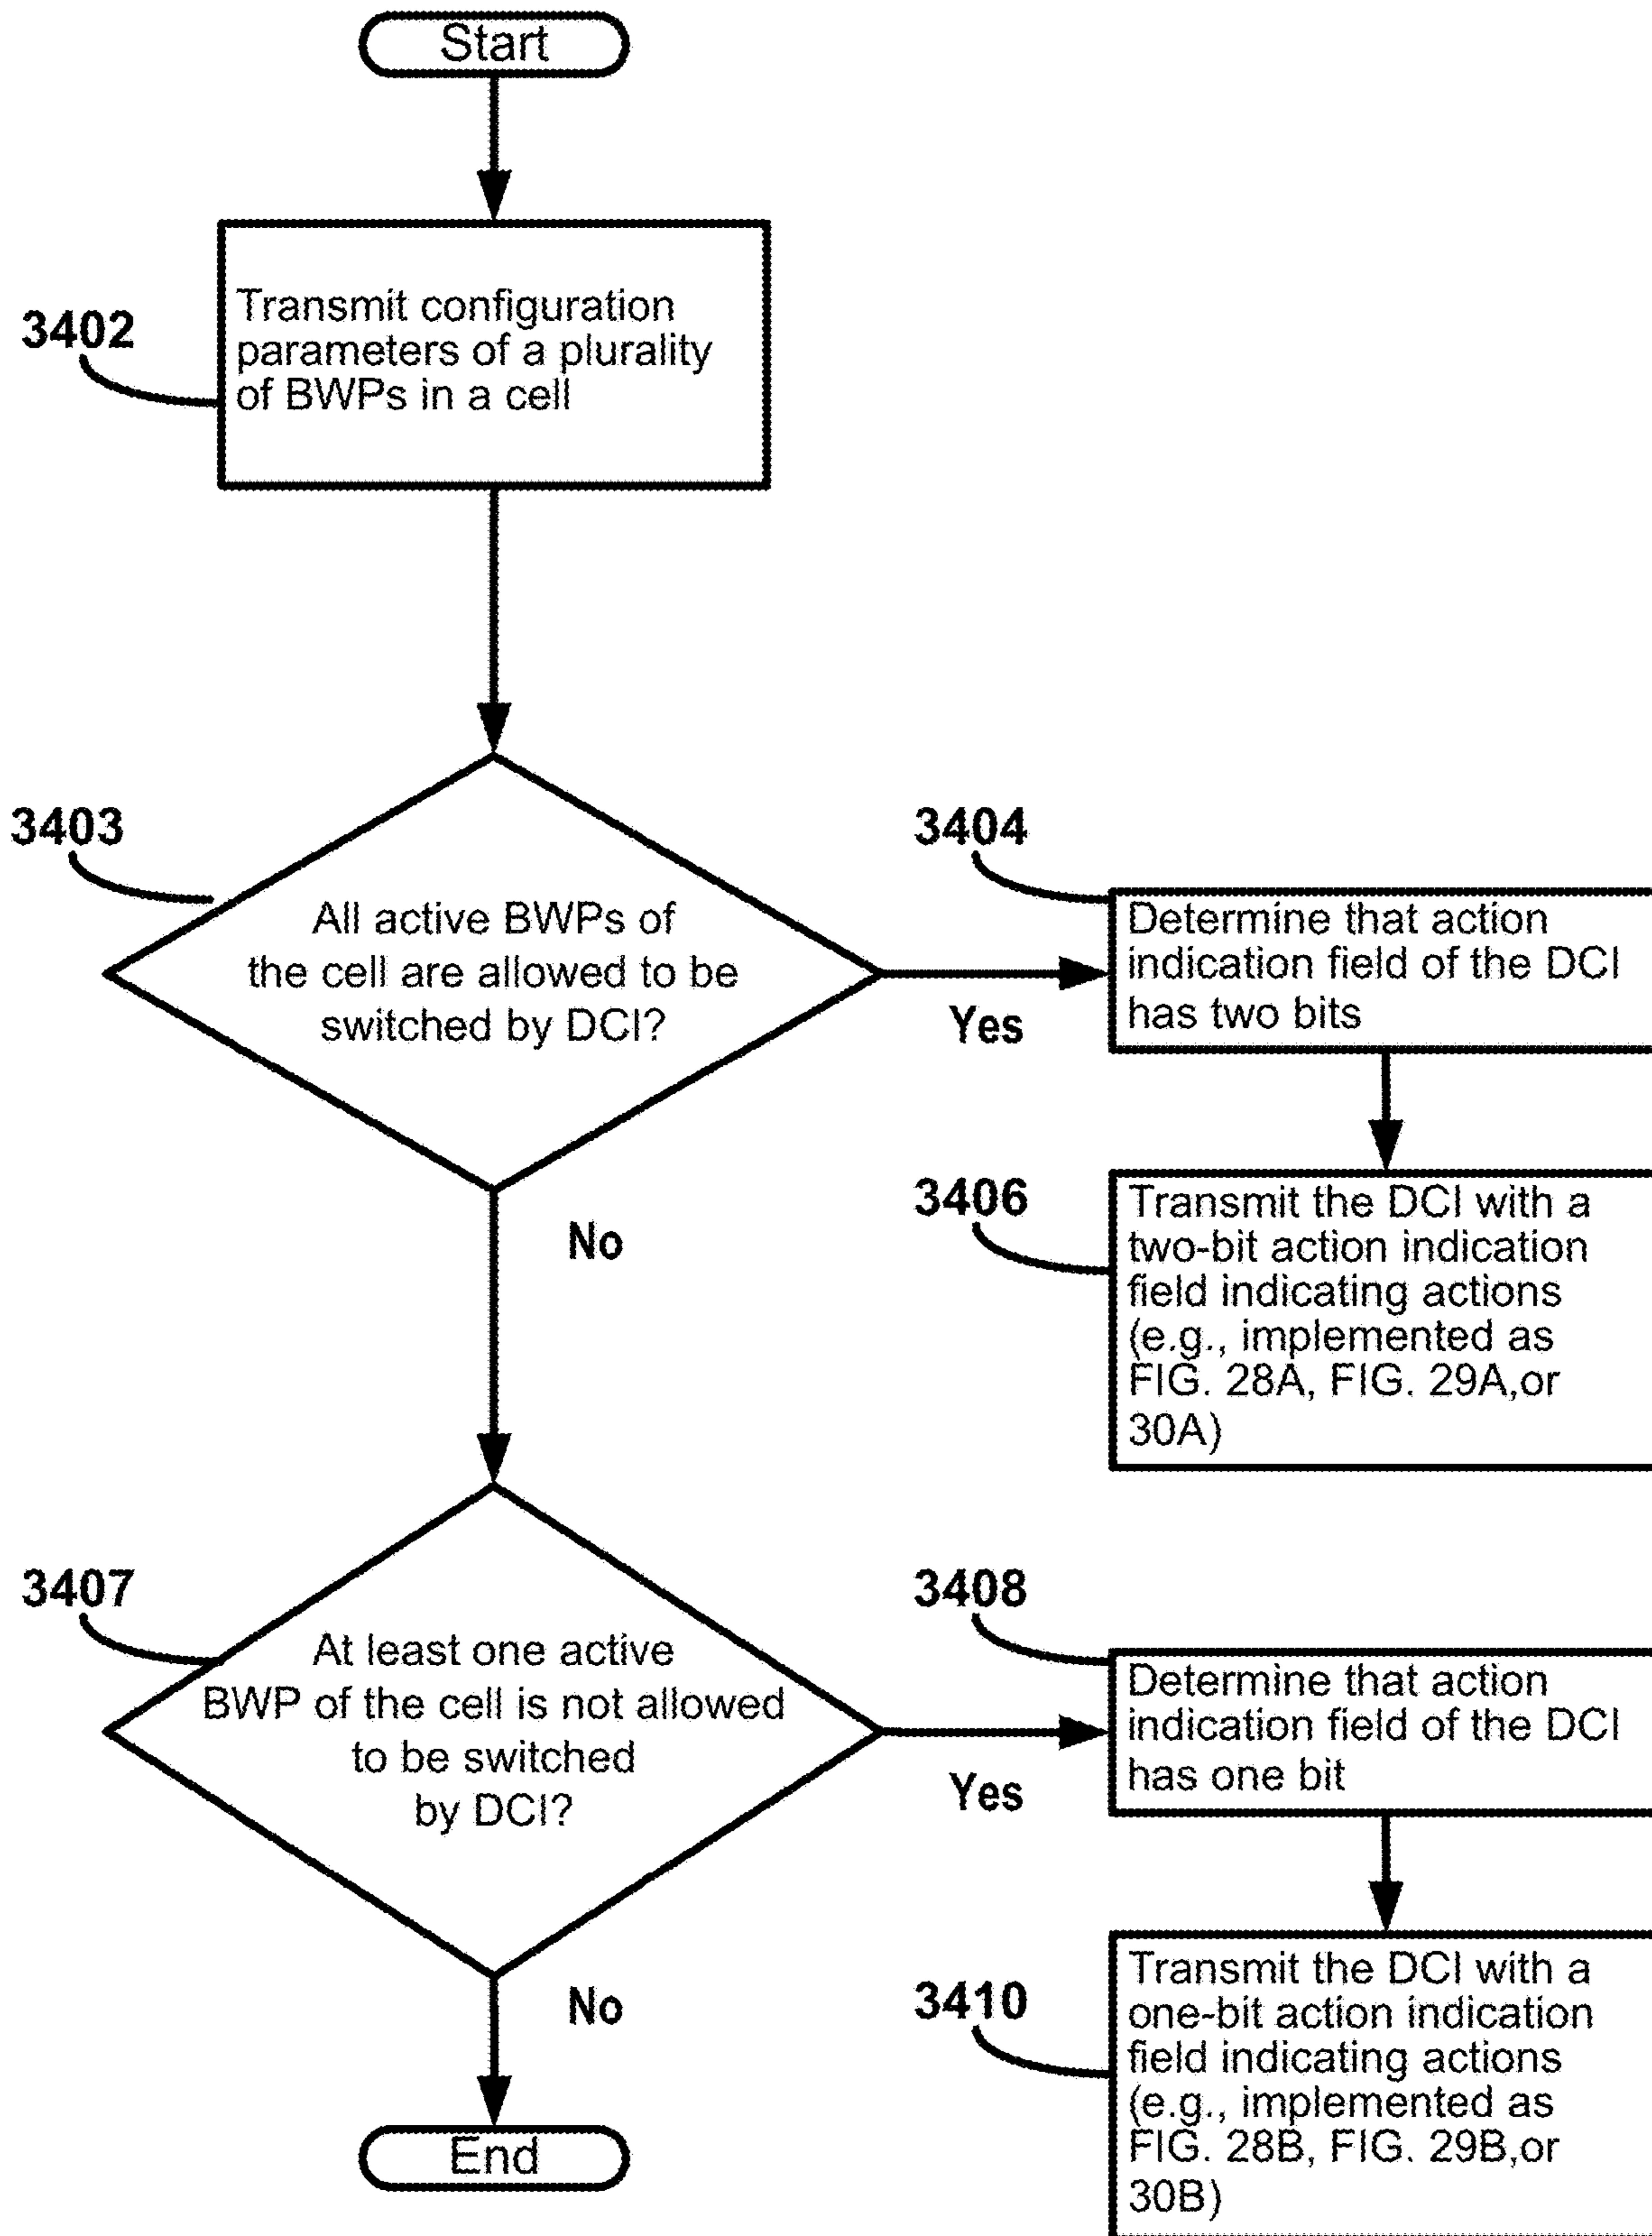 Start
3402
Transmit configuration
parameters of a plurality
of BWPs in a cell
3403
All active BWPs of
the cell are allowed to be
switched by DCI?
Yes
No
3404
Determine that action
indication field of the DCI
has two bits
3406
Transmit the DCI with a
two-bit action indication
field indicating actions
(e.g., implemented as
FIG. 28A, FIG. 29A,or
30A)
3407
At least one active
BWP of the cell is not allowed
to be switched
by DCI?
Yes
No
3408
Determine that action
indication field of the DCI
has one bit
3410
Transmit the DCI with a
one-bit action indication
field indicating actions
(e.g., implemented as
FIG. 28B, FIG. 29B,or
30B)
End